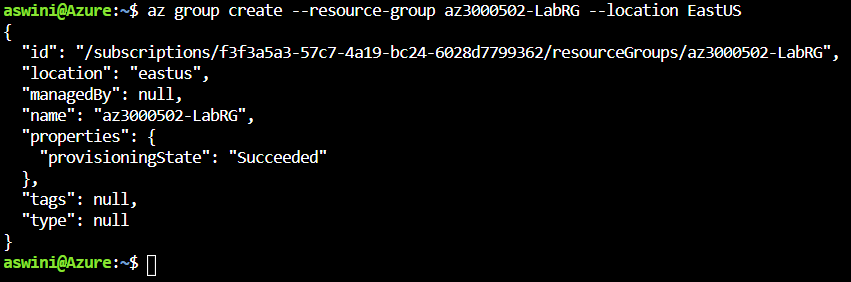 aswini@Azure:~$ az group create --resource-group az3000502-LabRG --location EastUS
{
  "id": "/subscriptions/f3f3a5a3-57c7-4a19-bc24-6028d7799362/resourceGroups/az3000502-LabRG",
  "location": "eastus",
  "managedBy": null,
  "name": "az3000502-LabRG",
  "properties": {
    "provisioningState": "Succeeded"
  },
  "tags": null,
  "type": null
}
aswini@Azure:~$